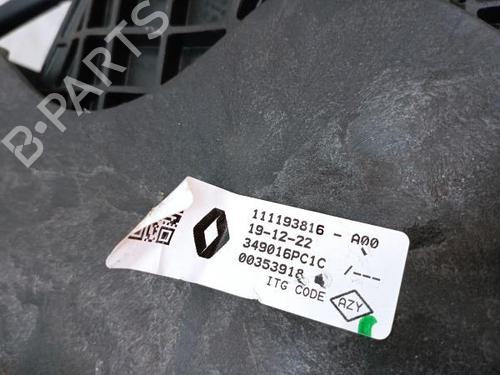 B-PARTS
111193816 - A00
19-12-22
349016PC1C /---
00353918
ITG CODE AZY